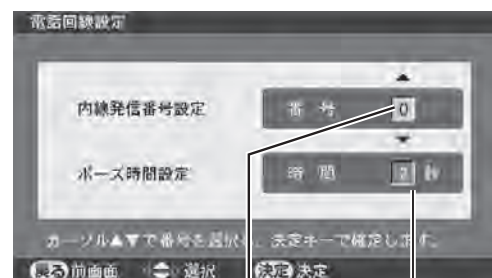 電話回線設定
内線発信番号設定 番 号 0
ポーズ時間設定 時 間 2 秒
カーソル▲▼で番号を選択し、決定キーで確定します。
戻る 前画面 選択 決定 決定